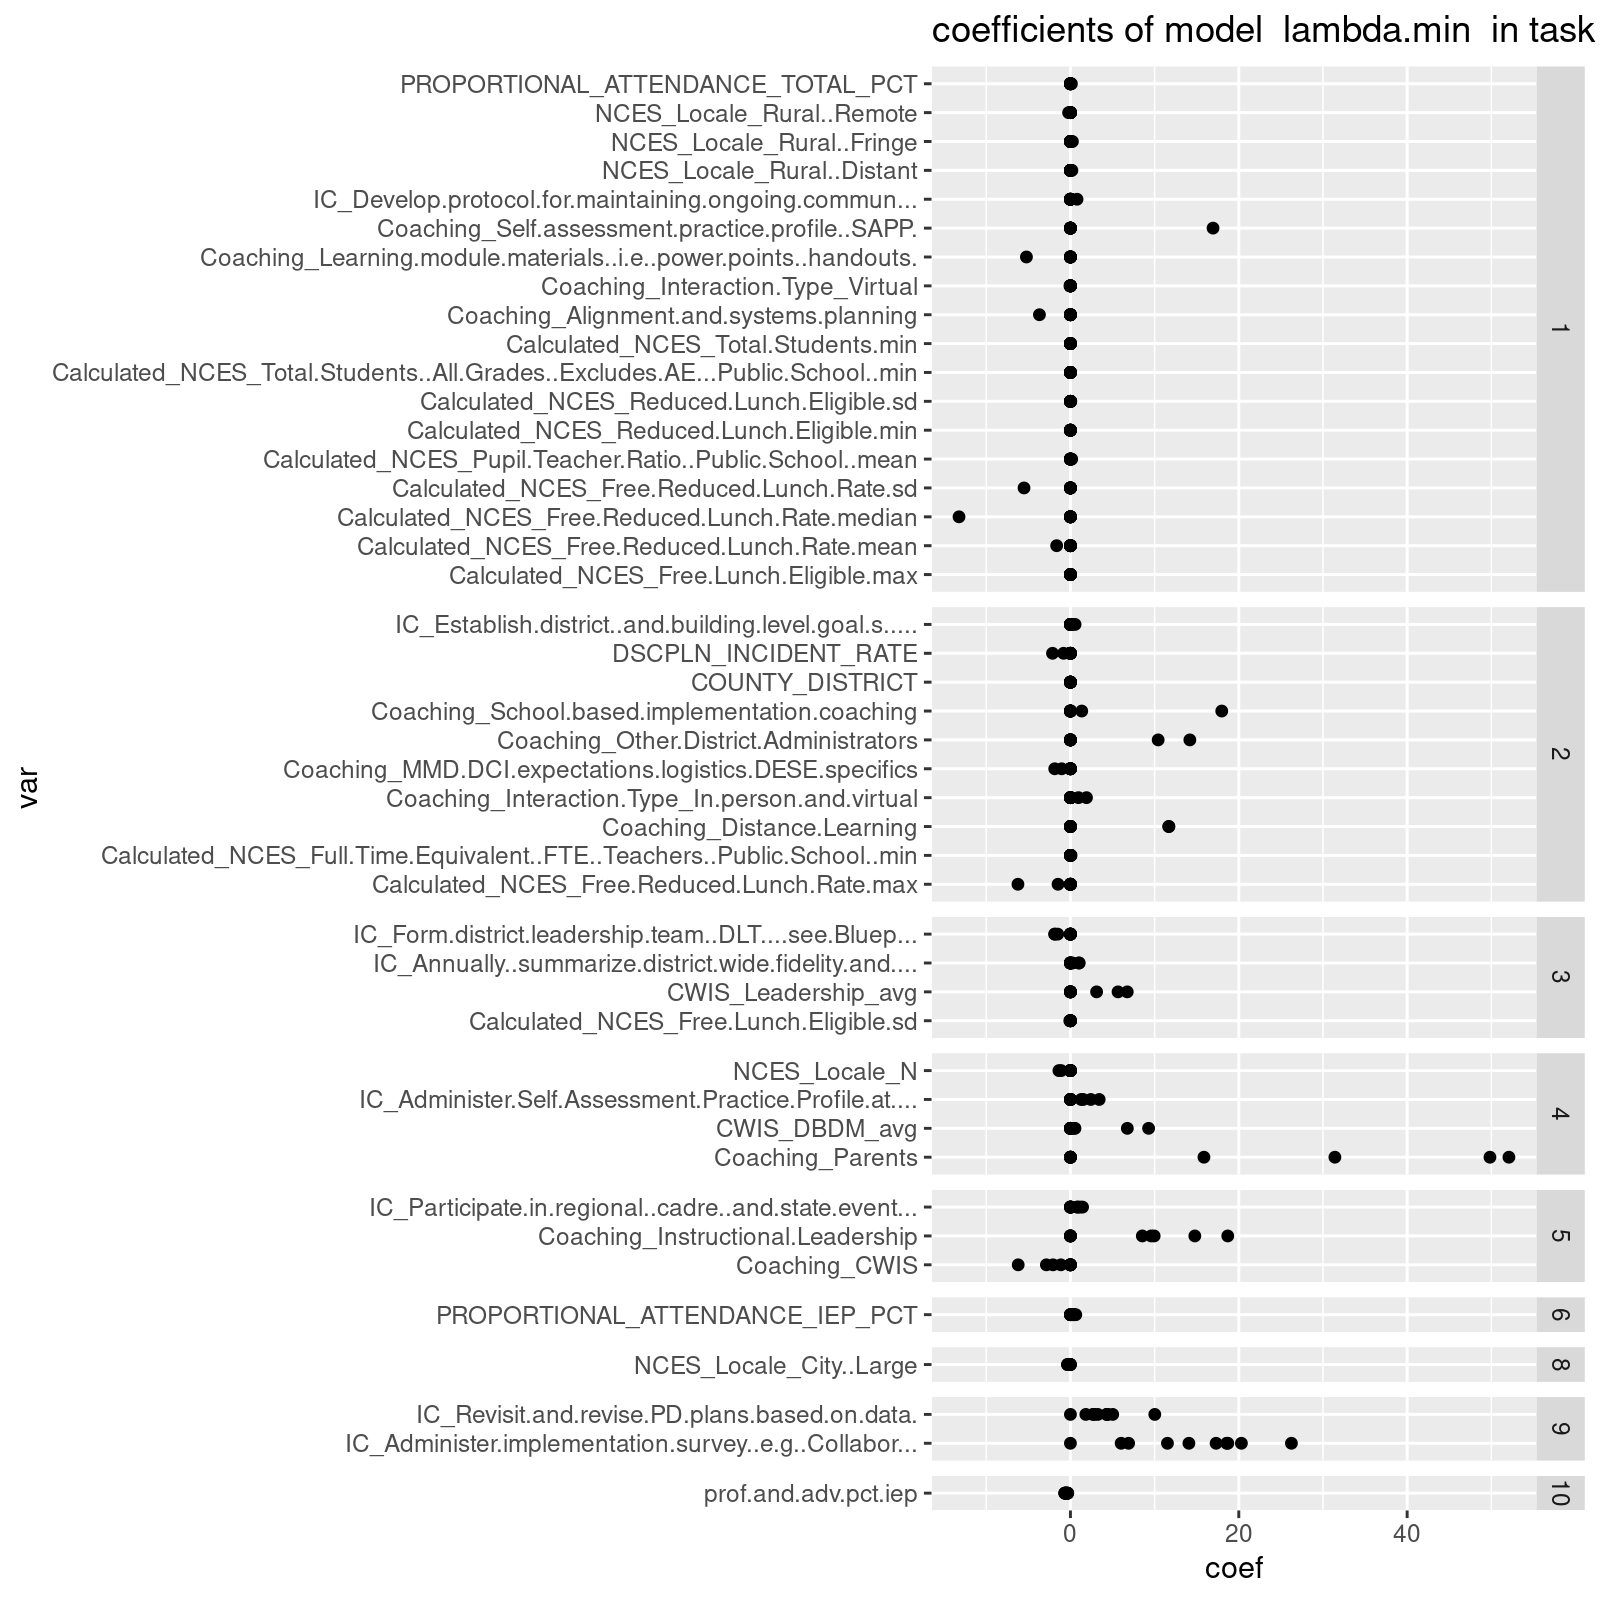 coefficients of model  lambda.min  in task
PROPORTIONAL_ATTENDANCE_TOTAL_PCT
NCES_Locale_Rural..Remote
NCES_Locale_Rural..Fringe
NCES_Locale_Rural..Distant
IC_Develop.protocol.for.maintaining.ongoing.commun...
Coaching_Self.assessment.practice.profile..SAPP.
Coaching_Learning.module.materials..i.e..power.points..handouts.
Coaching_Interaction.Type_Virtual
Coaching_Alignment.and.systems.planning
Calculated_NCES_Total.Students.min
Calculated_NCES_Total.Students..All.Grades..Excludes.AE...Public.School..min
Calculated_NCES_Reduced.Lunch.Eligible.sd
Calculated_NCES_Reduced.Lunch.Eligible.min
Calculated_NCES_Pupil.Teacher.Ratio..Public.School..mean
Calculated_NCES_Free.Reduced.Lunch.Rate.sd
Calculated_NCES_Free.Reduced.Lunch.Rate.median
Calculated_NCES_Free.Reduced.Lunch.Rate.mean
Calculated_NCES_Free.Lunch.Eligible.max
1
IC_Establish.district..and.building.level.goal.s.....
DSCPLN_INCIDENT_RATE
COUNTY_DISTRICT
Coaching_School.based.implementation.coaching
Coaching_Other.District.Administrators
Coaching_MMD.DCI.expectations.logistics.DESE.specifics
Coaching_Interaction.Type_In.person.and.virtual
Coaching_Distance.Learning
Calculated_NCES_Full.Time.Equivalent..FTE..Teachers..Public.School..min
Calculated_NCES_Free.Reduced.Lunch.Rate.max
2
IC_Form.district.leadership.team..DLT....see.Bluep...
IC_Annually..summarize.district.wide.fidelity.and....
CWIS_Leadership_avg
Calculated_NCES_Free.Lunch.Eligible.sd
3
NCES_Locale_N
IC_Administer.Self.Assessment.Practice.Profile.at....
CWIS_DBDM_avg
Coaching_Parents
4
IC_Participate.in.regional..cadre..and.state.event...
Coaching_Instructional.Leadership
Coaching_CWIS
5
PROPORTIONAL_ATTENDANCE_IEP_PCT
6
NCES_Locale_City..Large
8
IC_Revisit.and.revise.PD.plans.based.on.data.
IC_Administer.implementation.survey..e.g..Collabor...
9
prof.and.adv.pct.iep
10
0 20 40
coef
var